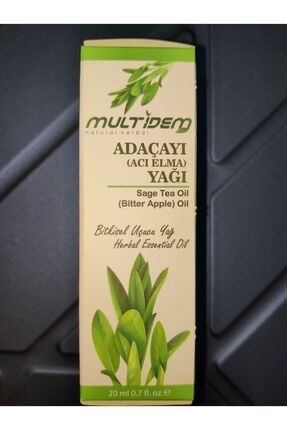 MULTIDEM
natural herbal
ADAÇAYI
(ACI ELMA)
YAĞI
Sage Tea Oil
(Bitter Apple) Oil
Bitkisel Uçucu Yağ
Herbal Essential Oil
20 ml 0,7 fl. oz. ℮